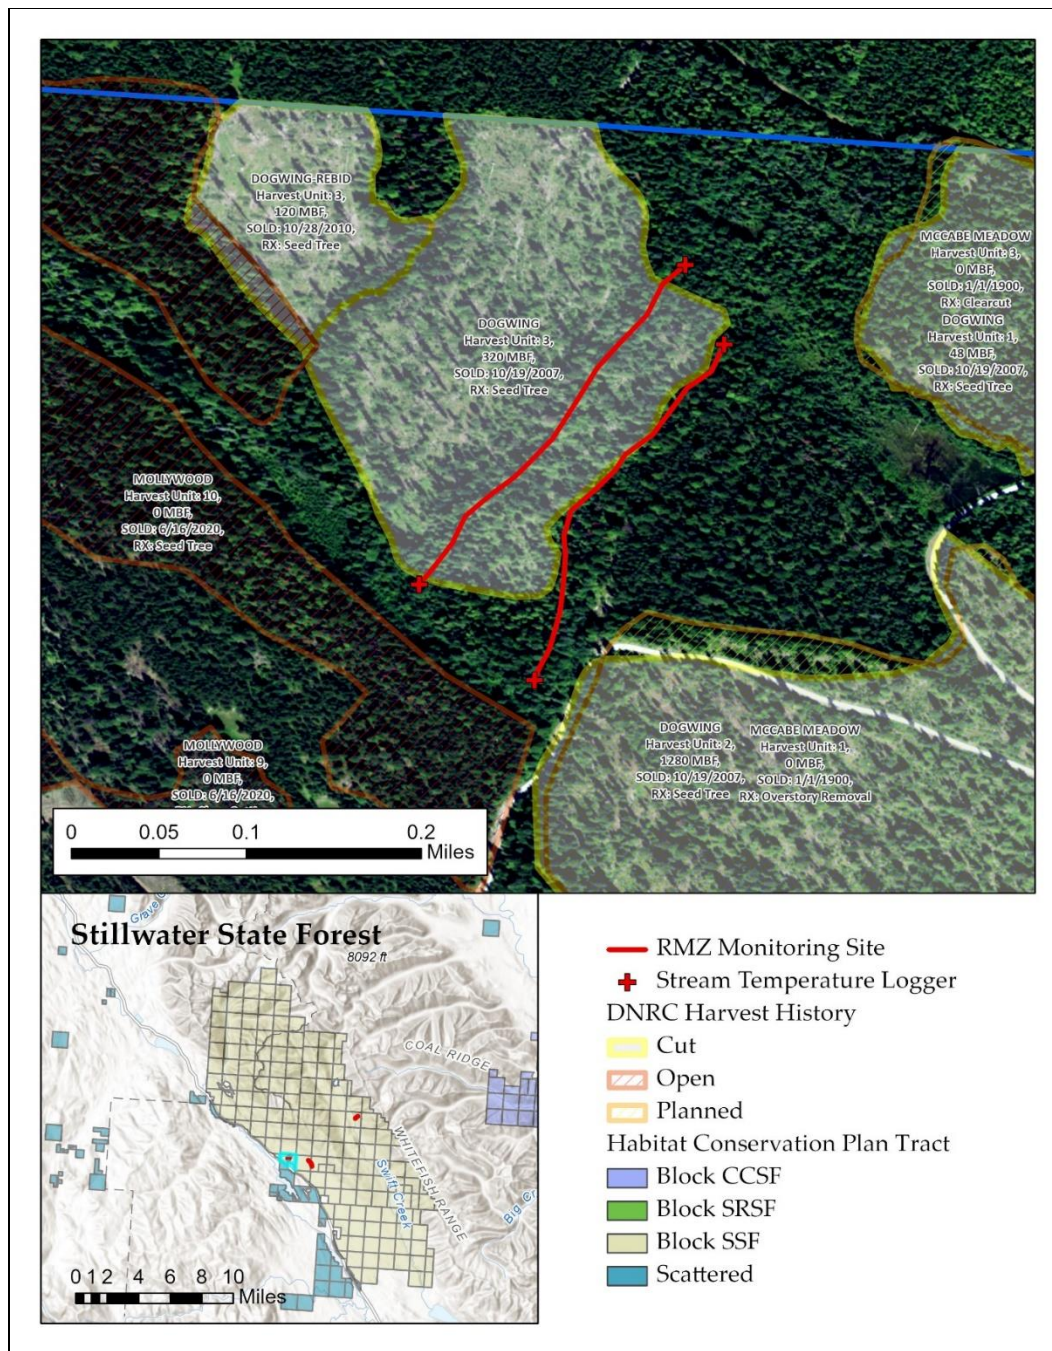 DOGWING-REBID
Harvest Unit: 3,
120 MBF,
SOLD: 10/28/2010,
RX: Seed Tree
MCCABE MEADOW
Harvest Unit: 3,
0 MBF,
SOLD: 1/1/1900,
RX: Clearcut
DOGWING
Harvest Unit: 1,
48 MBF,
SOLD: 10/19/2007,
RX: Seed Tree
DOGWING
Harvest Unit: 3,
320 MBF,
SOLD: 10/19/2007,
RX: Seed Tree
MOLLYWOOD
Harvest Unit: 10,
0 MBF,
SOLD: 6/16/2020,
RX: Seed Tree
DOGWING
Harvest Unit: 2,
1280 MBF,
SOLD: 10/19/2007,
RX: Seed Tree
MCCABE MEADOW
Harvest Unit: 1,
0 MBF,
SOLD: 1/1/1900,
RX: Overstory Removal
MOLLYWOOD
Harvest Unit: 9,
0 MBF,
SOLD: 6/16/2020,
0 0.05 0.1 0.2
Miles
Grave
Stillwater State Forest
8092 ft
COAL RIDGE
WHITEFISH RANGE
Swift Creek
Big Cr
0 1 2 4 6 8 10
Miles
RMZ Monitoring Site
Stream Temperature Logger
DNRC Harvest History
Cut
Open
Planned
Habitat Conservation Plan Tract
Block CCSF
Block SRSF
Block SSF
Scattered